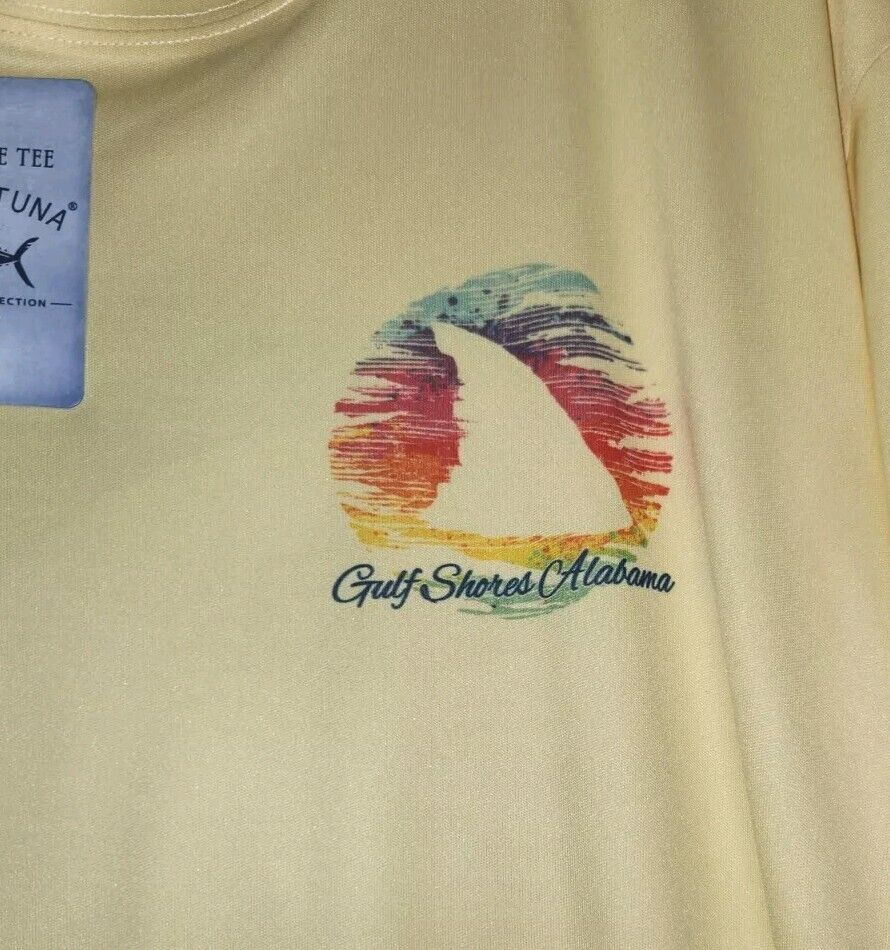 E TEE
TUNA®
ECTION
Gulf Shores Alabama